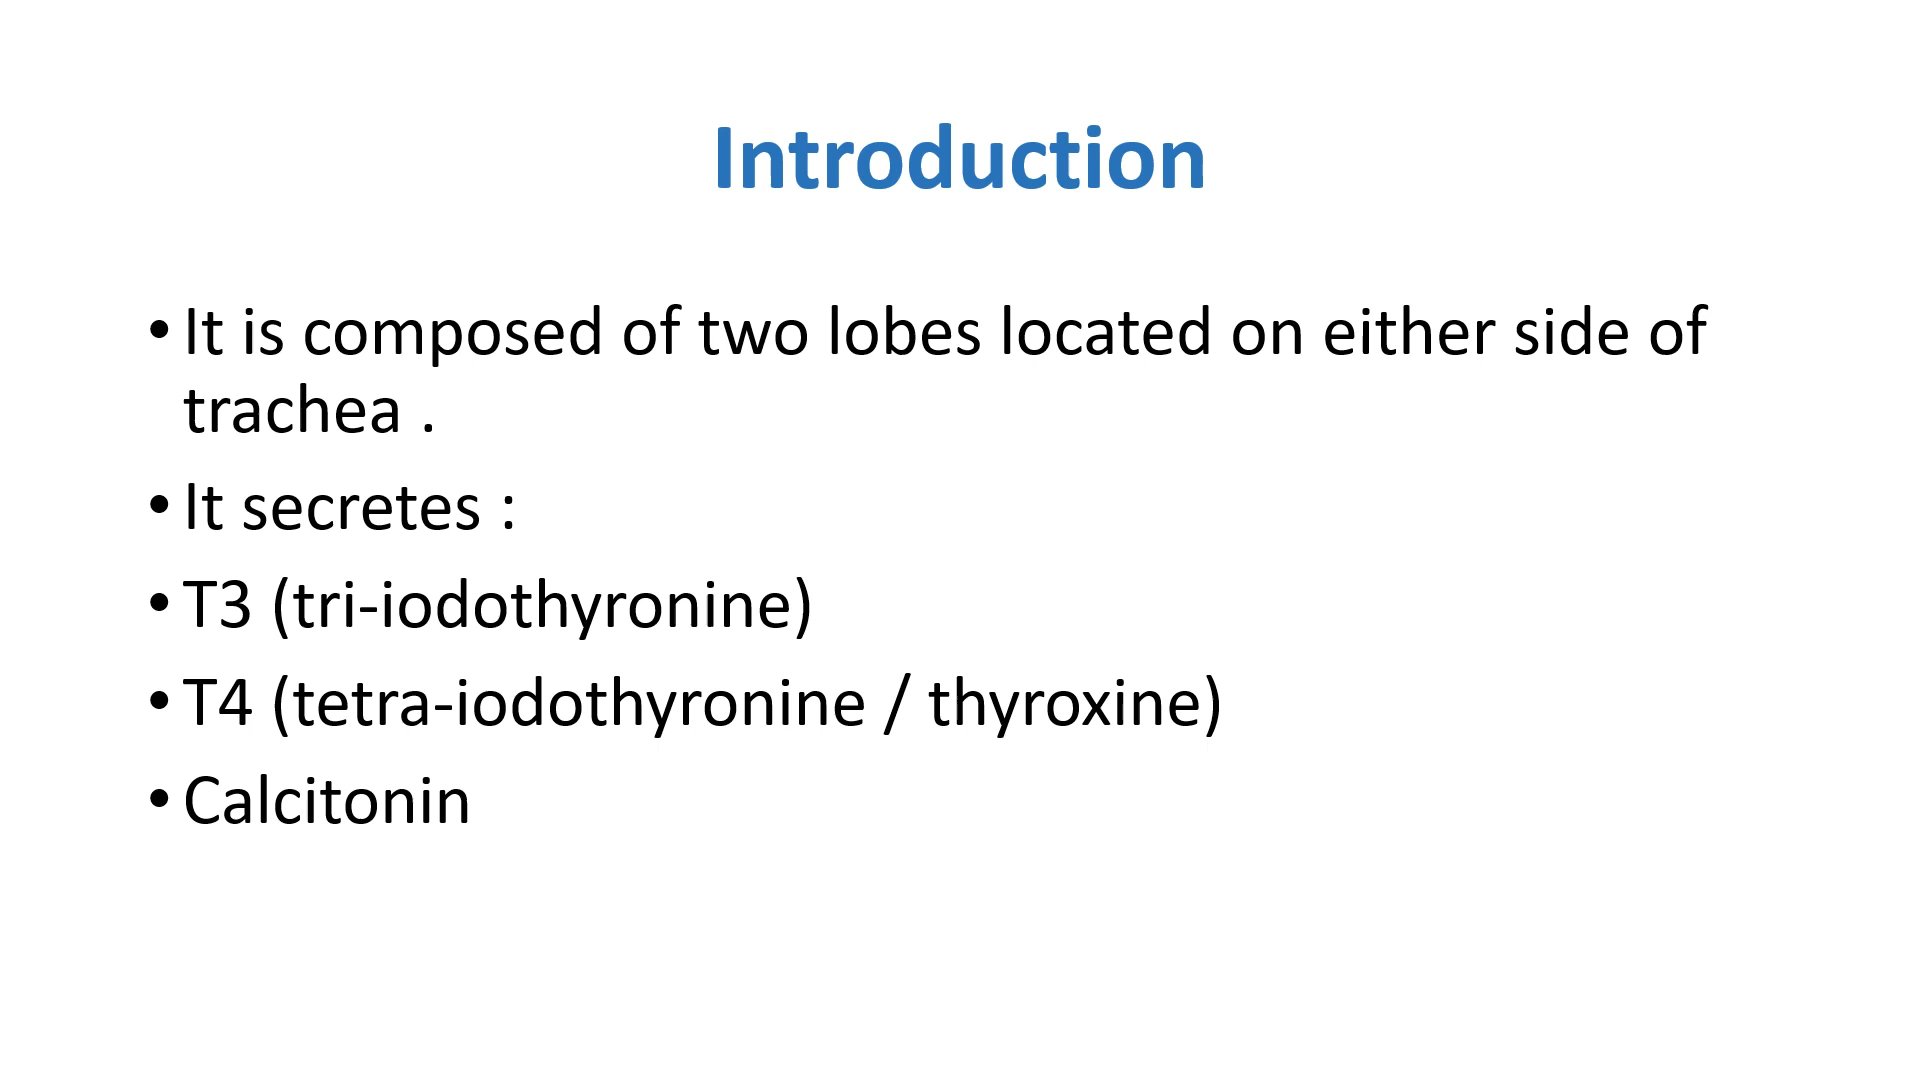 Introduction
• It is composed of two lobes located on either side of
trachea .
• It secretes :
• T3 (tri-iodothyronine)
• T4 (tetra-iodothyronine / thyroxine)
• Calcitonin